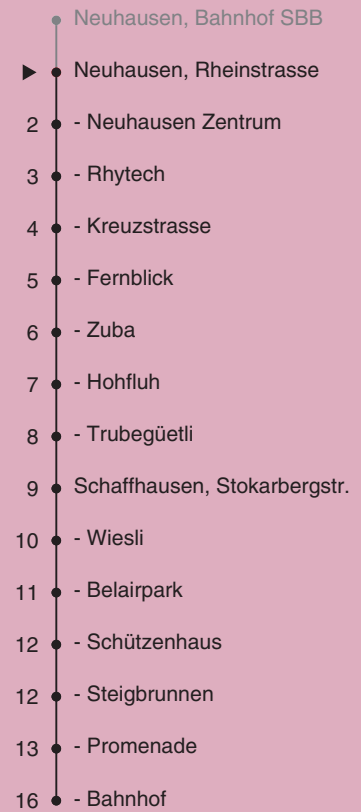 Neuhausen, Bahnhof SBB
Neuhausen, Rheinstrasse
2 - Neuhausen Zentrum
3 - Rhytech
4 - Kreuzstrasse
5 - Fernblick
6 - Zuba
7 - Hohfluh
8 - Trubegüetli
9 Schaffhausen, Stokarbergstr.
10 - Wiesli
11 - Belairpark
12 - Schützenhaus
12 - Steigbrunnen
13 - Promenade
16 - Bahnhof